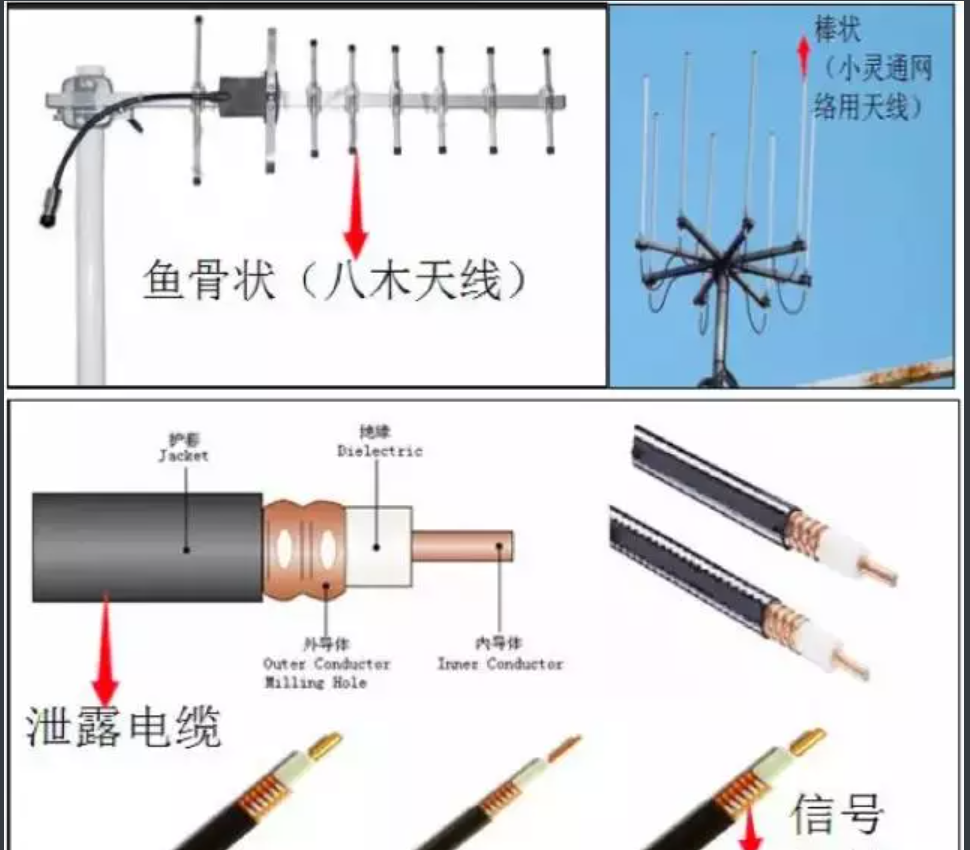 棒状
（小灵通网
络用天线）
鱼骨状（八木天线）
护套
Jacket
绝缘
Dielectric
外导体
Outer Conductor
Milling Hole
内导体
Inner Conductor
泄露电缆
信号